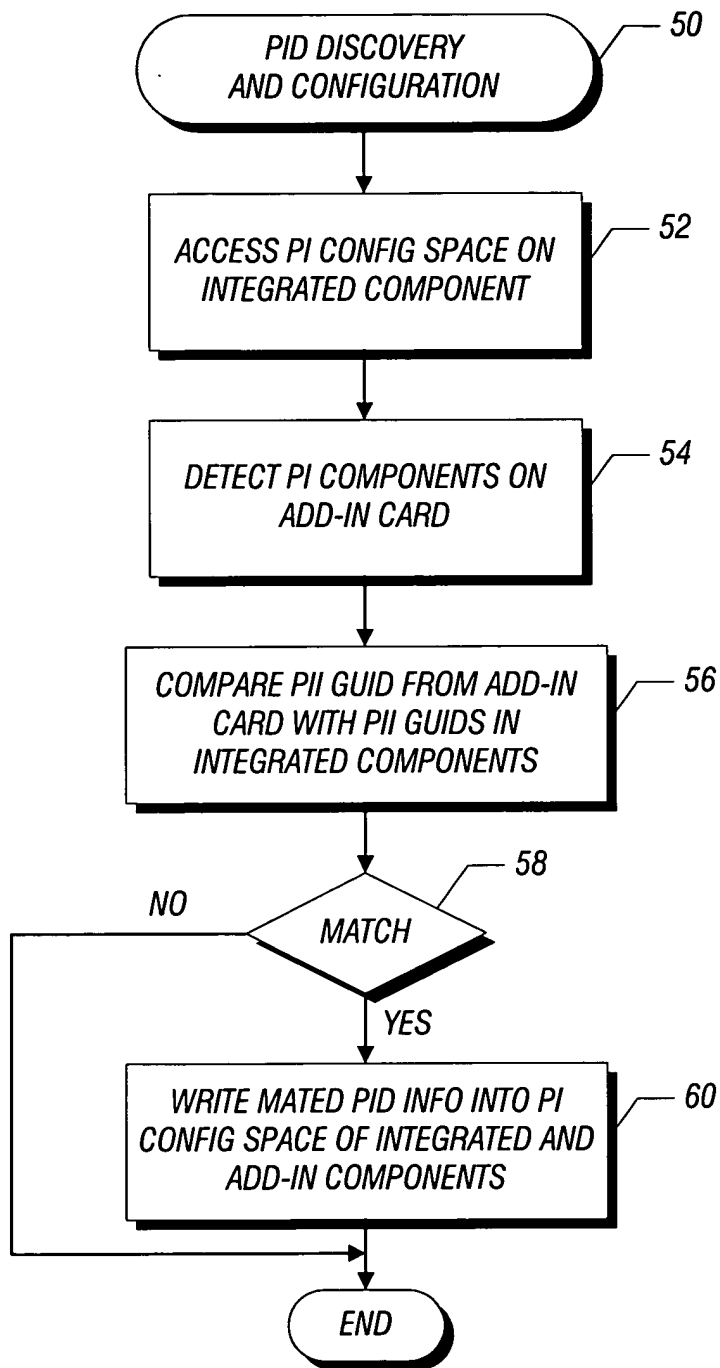 PID DISCOVERY
AND CONFIGURATION
50
ACCESS PI CONFIG SPACE ON
INTEGRATED COMPONENT
52
DETECT PI COMPONENTS ON
ADD-IN CARD
54
COMPARE PII GUID FROM ADD-IN
CARD WITH PII GUIDS IN
INTEGRATED COMPONENTS
56
MATCH
58
NO
YES
WRITE MATED PID INFO INTO PI
CONFIG SPACE OF INTEGRATED AND
ADD-IN COMPONENTS
60
END